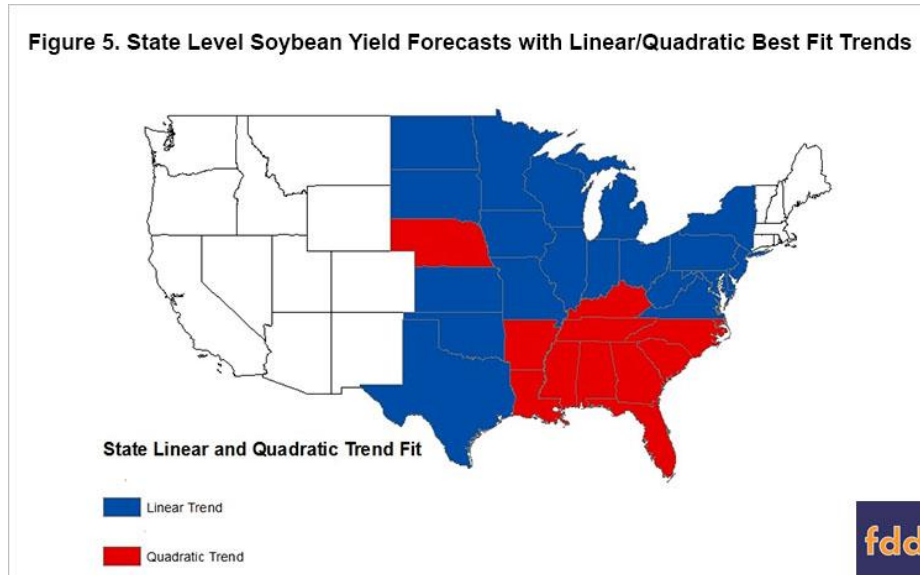 Figure 5. State Level Soybean Yield Forecasts with Linear/Quadratic Best Fit Trends
State Linear and Quadratic Trend Fit
Linear Trend
Quadratic Trend
fdd